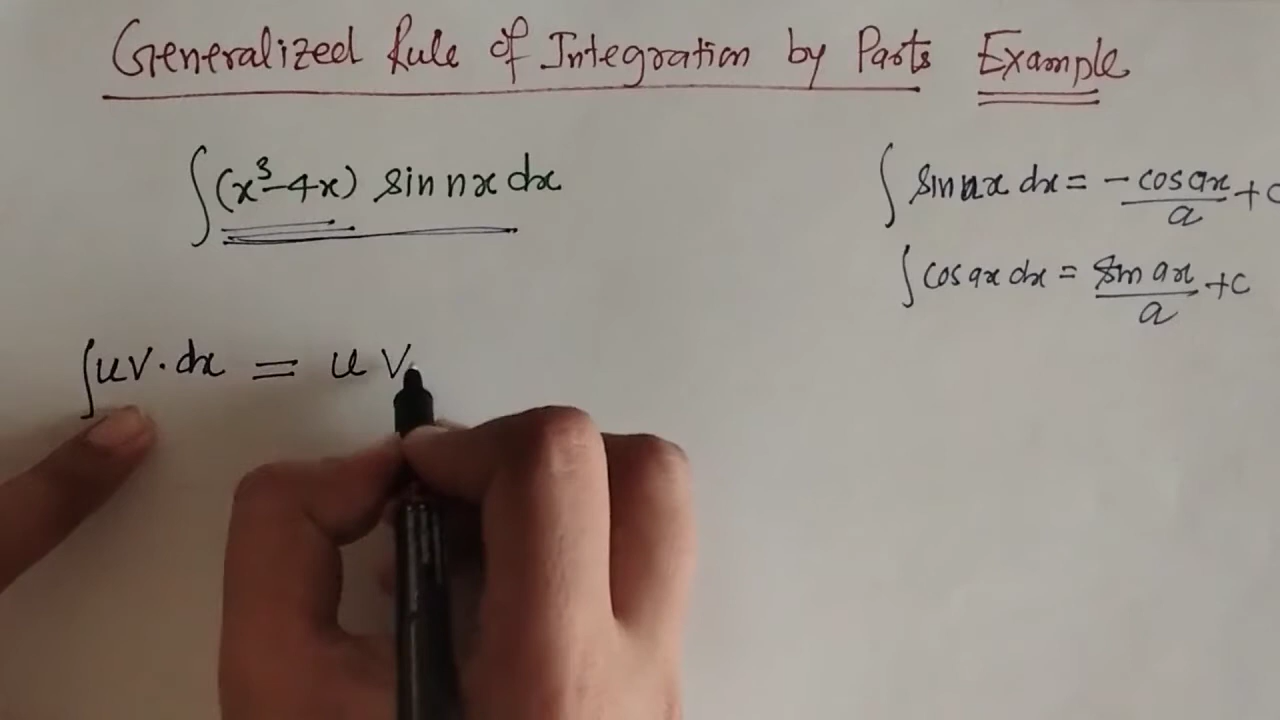 Generalized Rule of Integration by Parts Example
∫(x³-4x) sin nx dx
∫ sin ax dx = -cos ax/a + c
∫ cos ax dx = sin ax/a + c
∫uv·dx = u v